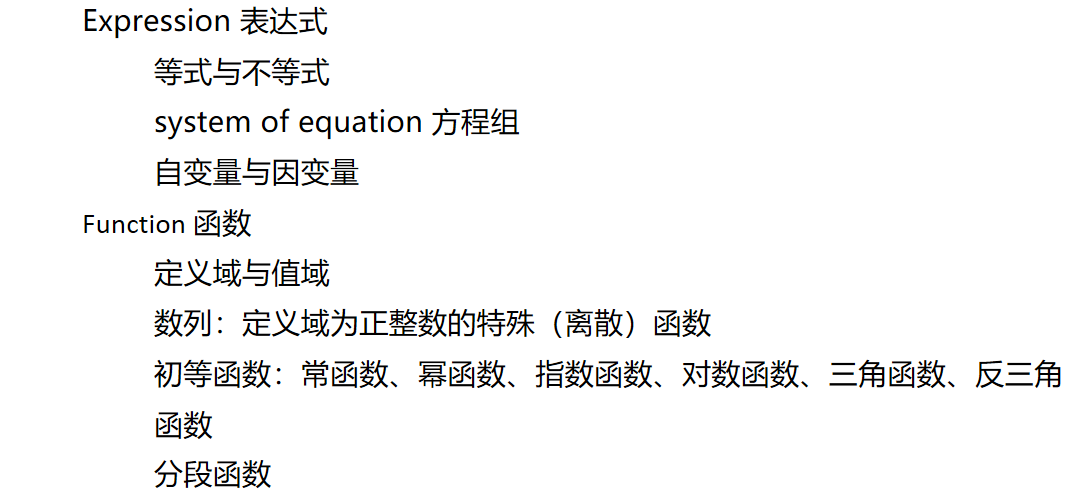 Expression 表达式
等式与不等式
system of equation 方程组
自变量与因变量
Function 函数
定义域与值域
数列：定义域为正整数的特殊（离散）函数
初等函数：常函数、幂函数、指数函数、对数函数、三角函数、反三角
函数
分段函数